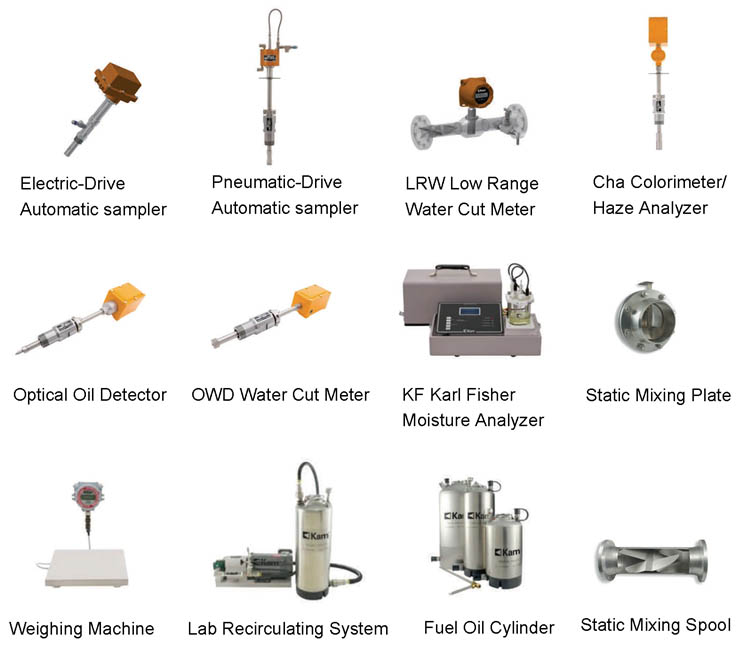 Electric-Drive
Automatic sampler
Pneumatic-Drive
Automatic sampler
LRW Low Range
Water Cut Meter
Cha Colorimeter/
Haze Analyzer
Optical Oil Detector
OWD Water Cut Meter
Kam
KF Karl Fisher
Moisture Analyzer
Static Mixing Plate
Weighing Machine
Kam
Lab Recirculating System
Kam
Kam
Kam
Fuel Oil Cylinder
Static Mixing Spool